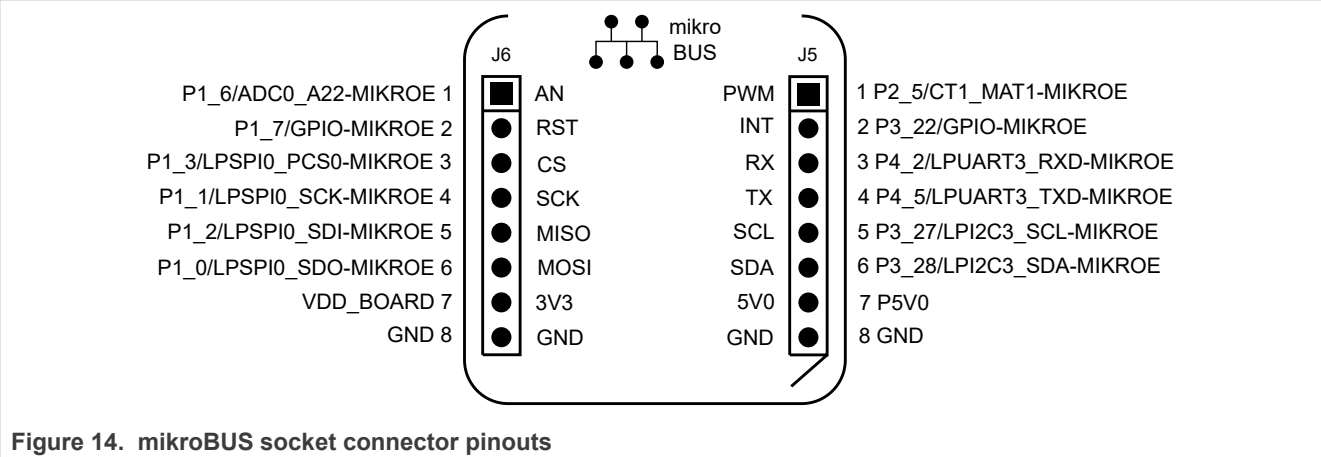 mikro
BUS
J6 J5
P1_6/ADC0_A22-MIKROE 1 AN PWM 1 P2_5/CT1_MAT1-MIKROE
P1_7/GPIO-MIKROE 2 RST INT 2 P3_22/GPIO-MIKROE
P1_3/LPSPI0_PCS0-MIKROE 3 CS RX 3 P4_2/LPUART3_RXD-MIKROE
P1_1/LPSPI0_SCK-MIKROE 4 SCK TX 4 P4_5/LPUART3_TXD-MIKROE
P1_2/LPSPI0_SDI-MIKROE 5 MISO SCL 5 P3_27/LPI2C3_SCL-MIKROE
P1_0/LPSPI0_SDO-MIKROE 6 MOSI SDA 6 P3_28/LPI2C3_SDA-MIKROE
VDD_BOARD 7 3V3 5V0 7 P5V0
GND 8 GND GND 8 GND
Figure 14. mikroBUS socket connector pinouts